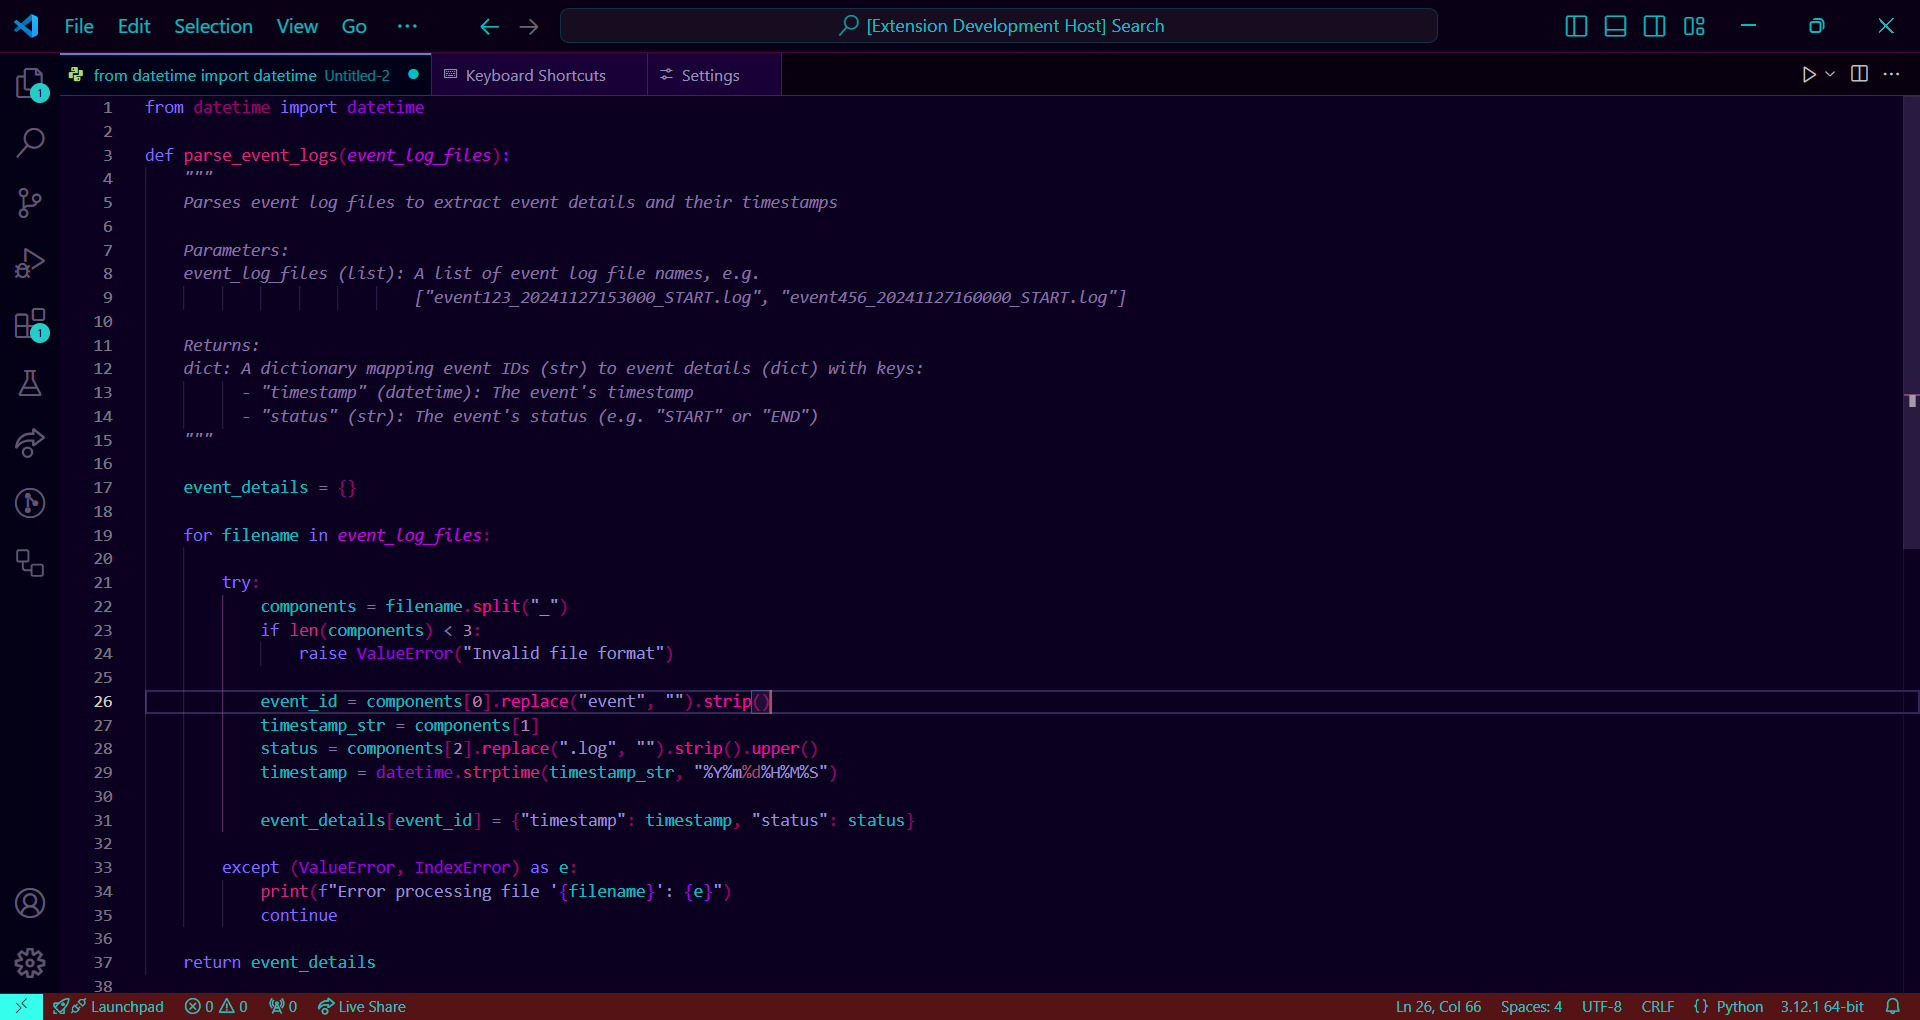 File Edit Selection View Go ··· [Extension Development Host] Search
from datetime import datetime Untitled-2 Keyboard Shortcuts Settings
1 from datetime import datetime
2
3 def parse_event_logs(event_log_files):
4 """
5 Parses event log files to extract event details and their timestamps
6
7 Parameters:
8 event_log_files (list): A list of event log file names, e.g.
9 ["event123_20241127153000_START.log", "event456_20241127160000_START.log"]
10
11 Returns:
12 dict: A dictionary mapping event IDs (str) to event details (dict) with keys:
13 - "timestamp" (datetime): The event's timestamp
14 - "status" (str): The event's status (e.g. "START" or "END")
15 """
16
17 event_details = {}
18
19 for filename in event_log_files:
20
21 try:
22 components = filename.split("_")
23 if len(components) < 3:
24 raise ValueError("Invalid file format")
25
26 event_id = components[0].replace("event", "").strip()
27 timestamp_str = components[1]
28 status = components[2].replace(".log", "").strip().upper()
29 timestamp = datetime.strptime(timestamp_str, "%Y%m%d%H%M%S")
30
31 event_details[event_id] = {"timestamp": timestamp, "status": status}
32
33 except (ValueError, IndexError) as e:
34 print(f"Error processing file '{filename}': {e}")
35 continue
36
37 return event_details
38
1
1
Launchpad 0 0 0 Live Share Ln 26, Col 66 Spaces: 4 UTF-8 CRLF {} Python 3.12.1 64-bit